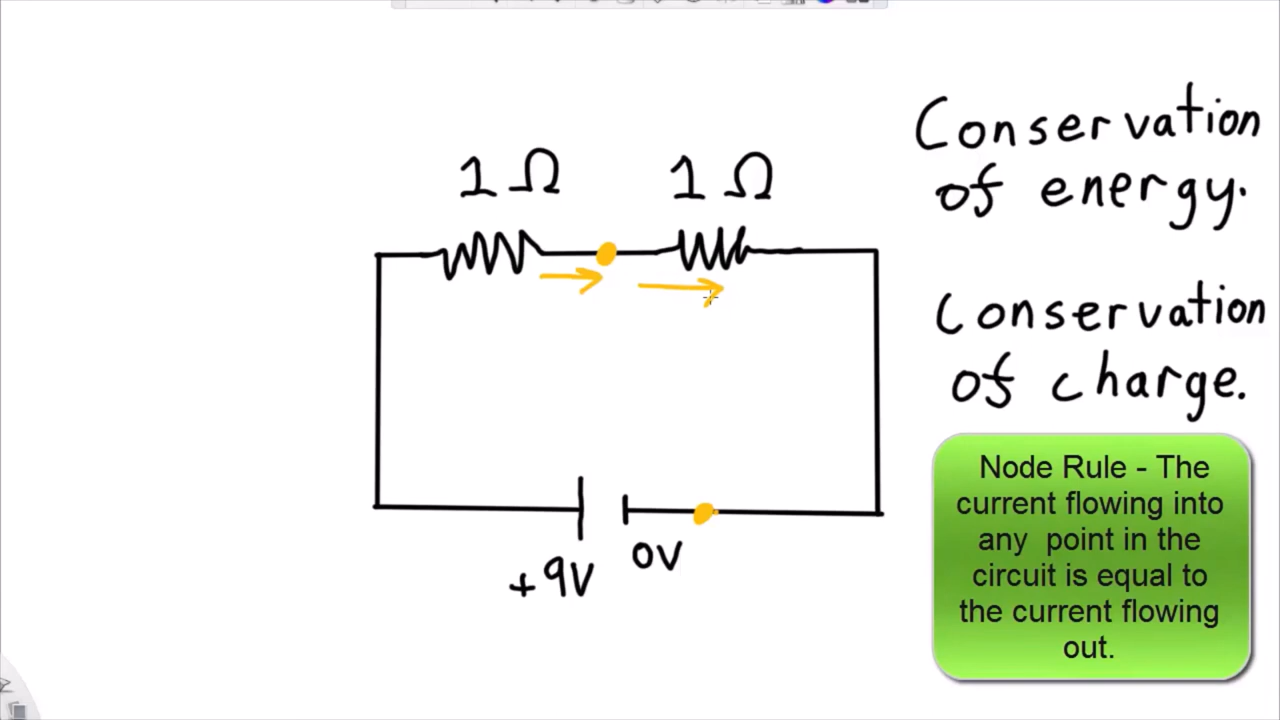 1 Ω
1 Ω
+9V
0V
Conservation
of energy.
Conservation
of charge.
Node Rule - The
current flowing into
any point in the
circuit is equal to
the current flowing
out.